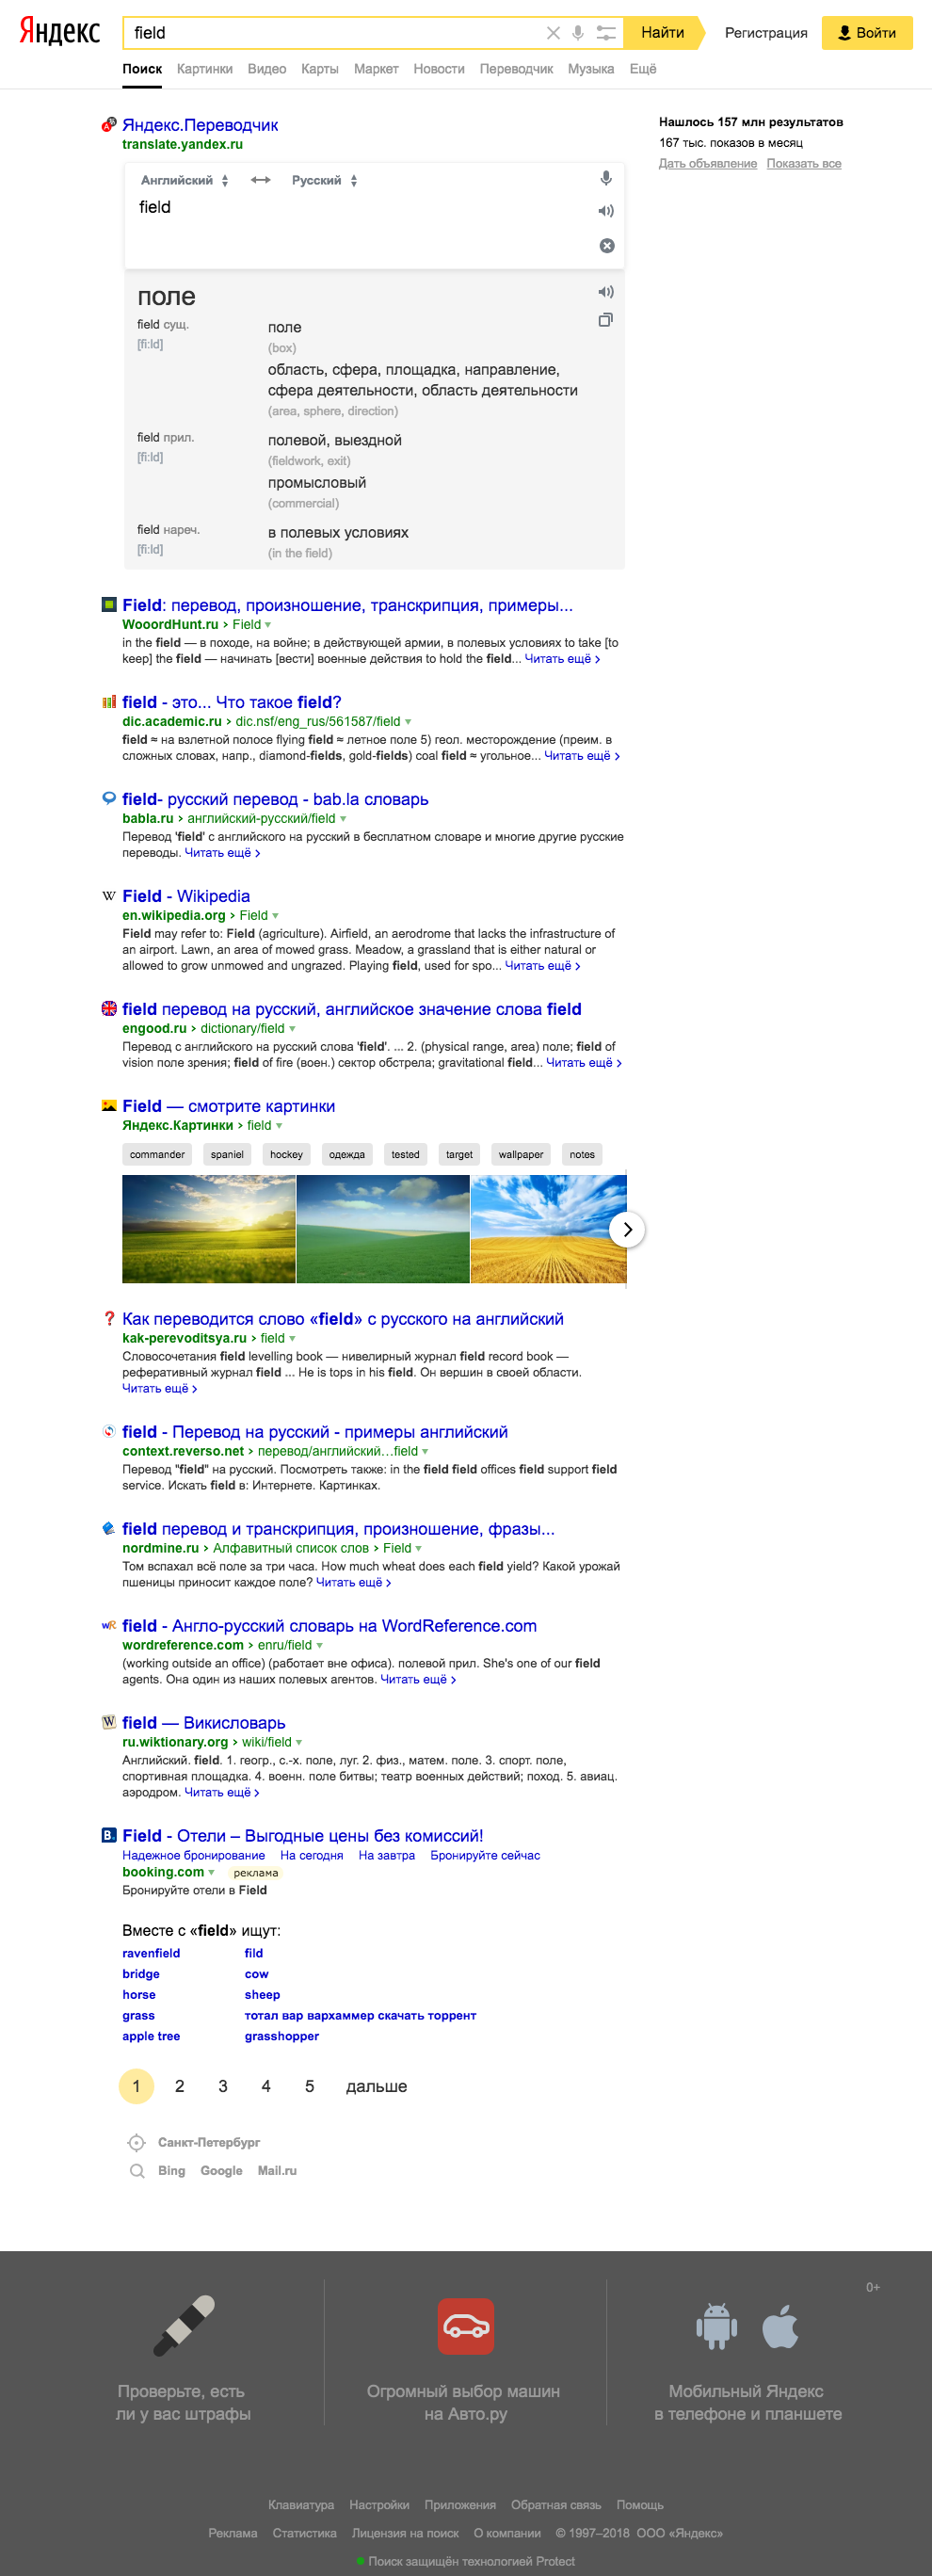 Яндекс
field
Найти
Регистрация
Войти
Поиск Картинки Видео Карты Маркет Новости Переводчик Музыка Ещё
Яндекс.Переводчик
translate.yandex.ru
Английский Русский
field
поле
field сущ.
[fi:ld]
поле
(box)
область, сфера, площадка, направление,
сфера деятельности, область деятельности
(area, sphere, direction)
field прил.
[fi:ld]
полевой, выездной
(fieldwork, exit)
промысловый
(commercial)
field нареч.
[fi:ld]
в полевых условиях
(in the field)
Нашлось 157 млн результатов
167 тыс. показов в месяц
Дать объявление Показать все
Field: перевод, произношение, транскрипция, примеры...
WooordHunt.ru › Field
in the field — в походе, на войне; в действующей армии, в полевых условиях to take [to
keep] the field — начинать [вести] военные действия to hold the field... Читать ещё ›
field - это... Что такое field?
dic.academic.ru › dic.nsf/eng_rus/561587/field
field ≈ на взлетной полосе flying field ≈ летное поле 5) геол. месторождение (преим. в
сложных словах, напр., diamond-fields, gold-fields) coal field ≈ угольное... Читать ещё ›
field- русский перевод - bab.la словарь
babla.ru › английский-русский/field
Перевод 'field' с английского на русский в бесплатном словаре и многие другие русские
переводы. Читать ещё ›
Field - Wikipedia
en.wikipedia.org › Field
Field may refer to: Field (agriculture). Airfield, an aerodrome that lacks the infrastructure of
an airport. Lawn, an area of mowed grass. Meadow, a grassland that is either natural or
allowed to grow unmowed and ungrazed. Playing field, used for spo... Читать ещё ›
field перевод на русский, английское значение слова field
engood.ru › dictionary/field
Перевод с английского на русский слова 'field'. ... 2. (physical range, area) поле; field of
vision поле зрения; field of fire (воен.) сектор обстрела; gravitational field... Читать ещё ›
Field — смотрите картинки
Яндекс.Картинки › field
commander spaniel hockey одежда tested target wallpaper notes
Как переводится слово «field» с русского на английский
kak-perevoditsya.ru › field
Словосочетания field levelling book — нивелирный журнал field record book —
реферативный журнал field ... He is tops in his field. Он вершин в своей области.
Читать ещё ›
field - Перевод на русский - примеры английский
context.reverso.net › перевод/английский…field
Перевод "field" на русский. Посмотреть также: in the field field offices field support field
service. Искать field в: Интернете. Картинках.
field перевод и транскрипция, произношение, фразы...
nordmine.ru › Алфавитный список слов › Field
Том вспахал всё поле за три часа. How much wheat does each field yield? Какой урожай
пшеницы приносит каждое поле? Читать ещё ›
field - Англо-русский словарь на WordReference.com
wordreference.com › enru/field
(working outside an office) (работает вне офиса). полевой прил. She's one of our field
agents. Она один из наших полевых агентов. Читать ещё ›
field — Викисловарь
ru.wiktionary.org › wiki/field
Английский. field. 1. геогр., с.-х. поле, луг. 2. физ., матем. поле. 3. спорт. поле,
спортивная площадка. 4. военн. поле битвы; театр военных действий; поход. 5. авиац.
аэродром. Читать ещё ›
Field - Отели – Выгодные цены без комиссий!
Надежное бронирование На сегодня На завтра Бронируйте сейчас
booking.com реклама
Бронируйте отели в Field
Вместе с «field» ищут:
ravenfield fild
bridge cow
horse sheep
grass тотал вар вархаммер скачать торрент
apple tree grasshopper
1 2 3 4 5 дальше
Санкт-Петербург
Bing Google Mail.ru
0+
Проверьте, есть
ли у вас штрафы
Огромный выбор машин
на Авто.ру
Мобильный Яндекс
в телефоне и планшете
Клавиатура Настройки Приложения Обратная связь Помощь
Реклама Статистика Лицензия на поиск О компании © 1997–2018 ООО «Яндекс»
Поиск защищён технологией Protect